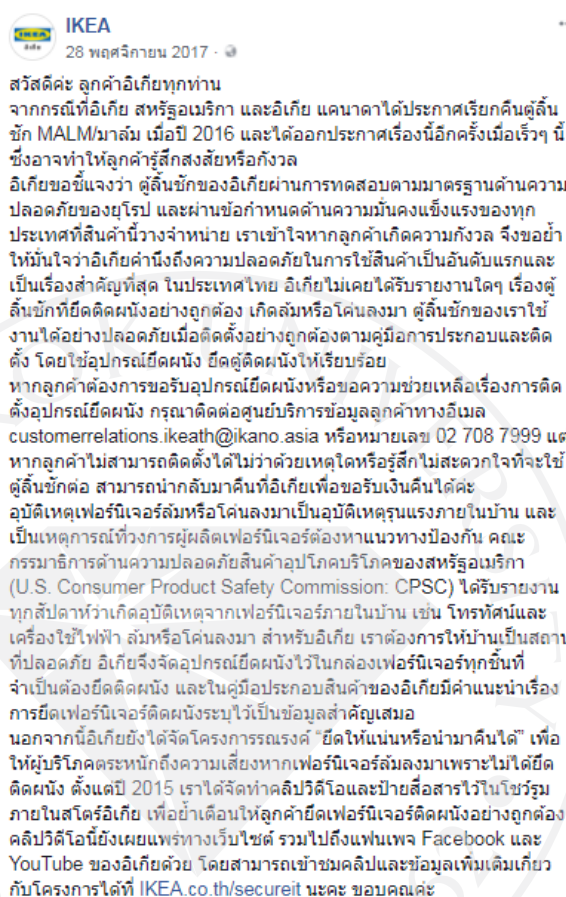 IKEA
28 พฤศจิกายน 2017 ·
สวัสดีค่ะ ลูกค้าอิเกียทุกท่าน
จากกรณีที่อิเกีย สหรัฐอเมริกา และอิเกีย แคนาดาได้ประกาศเรียกคืนตู้ลิ้น
ชัก MALM/มาล์ม เมื่อปี 2016 และได้ออกประกาศเรื่องนี้อีกครั้งเมื่อเร็วๆ นี้
ซึ่งอาจทำให้ลูกค้ารู้สึกสงสัยหรือกังวล
อิเกียขอชี้แจงว่า ตู้ลิ้นชักของอิเกียผ่านการทดสอบตามมาตรฐานด้านความ
ปลอดภัยของยุโรป และผ่านข้อกำหนดด้านความมั่นคงแข็งแรงของทุก
ประเทศที่สินค้านี้วางจำหน่าย เราเข้าใจหากลูกค้าเกิดความกังวล จึงขอย้ำ
ให้มั่นใจว่าอิเกียคำนึงถึงความปลอดภัยในการใช้สินค้าเป็นอันดับแรกและ
เป็นเรื่องสำคัญที่สุด ในประเทศไทย อิเกียไม่เคยได้รับรายงานใดๆ เรื่องตู้
ลิ้นชักที่ยึดติดผนังอย่างถูกต้อง เกิดล้มหรือโค่นลงมา ตู้ลิ้นชักของเราใช้
งานได้อย่างปลอดภัยเมื่อติดตั้งอย่างถูกต้องตามคู่มือการประกอบและติด
ตั้ง โดยใช้อุปกรณ์ยึดผนัง ยึดตู้ติดผนังให้เรียบร้อย
หากลูกค้าต้องการขอรับอุปกรณ์ยึดผนังหรือขอความช่วยเหลือเรื่องการติด
ตั้งอุปกรณ์ยึดผนัง กรุณาติดต่อศูนย์บริการข้อมูลลูกค้าทางอีเมล
customerrelations.ikeath@ikano.asia หรือหมายเลข 02 708 7999 แต่
หากลูกค้าไม่สามารถติดตั้งได้ไม่ว่าด้วยเหตุใดหรือรู้สึกไม่สะดวกใจที่จะใช้
ตู้ลิ้นชักต่อ สามารถนำกลับมาคืนที่อิเกียเพื่อขอรับเงินคืนได้ค่ะ
อุบัติเหตุเฟอร์นิเจอร์ล้มหรือโค่นลงมาเป็นอุบัติเหตุรุนแรงภายในบ้าน และ
เป็นเหตุการณ์ที่วงการผู้ผลิตเฟอร์นิเจอร์ต้องหาแนวทางป้องกัน คณะ
กรรมาธิการด้านความปลอดภัยสินค้าอุปโภคบริโภคของสหรัฐอเมริกา
(U.S. Consumer Product Safety Commission: CPSC) ได้รับรายงาน
ทุกสัปดาห์ว่าเกิดอุบัติเหตุจากเฟอร์นิเจอร์ภายในบ้าน เช่น โทรทัศน์และ
เครื่องใช้ไฟฟ้า ล้มหรือโค่นลงมา สำหรับอิเกีย เราต้องการให้บ้านเป็นสถาน
ที่ปลอดภัย อิเกียจึงจัดอุปกรณ์ยึดผนังไว้ในกล่องเฟอร์นิเจอร์ทุกชิ้นที่
จำเป็นต้องยึดติดผนัง และในคู่มือประกอบสินค้าของอิเกียมีคำแนะนำเรื่อง
การยึดเฟอร์นิเจอร์ติดผนังระบุไว้เป็นข้อมูลสำคัญเสมอ
นอกจากนี้อิเกียยังได้จัดโครงการรณรงค์ “ยึดให้แน่นหรือนำมาคืนได้” เพื่อ
ให้ผู้บริโภคตระหนักถึงความเสี่ยงหากเฟอร์นิเจอร์ล้มลงมาเพราะไม่ได้ยึด
ติดผนัง ตั้งแต่ปี 2015 เราได้จัดทำคลิปวิดีโอและป้ายสื่อสารไว้ในโชว์รูม
ภายในสโตร์อิเกีย เพื่อย้ำเตือนให้ลูกค้ายึดเฟอร์นิเจอร์ติดผนังอย่างถูกต้อง
คลิปวิดีโอนี้ยังเผยแพร่ทางเว็บไซต์ รวมไปถึงแฟนเพจ Facebook และ
YouTube ของอิเกียด้วย โดยสามารถเข้าชมคลิปและข้อมูลเพิ่มเติมเกี่ยว
กับโครงการได้ที่ IKEA.co.th/secureit นะคะ ขอบคุณค่ะ